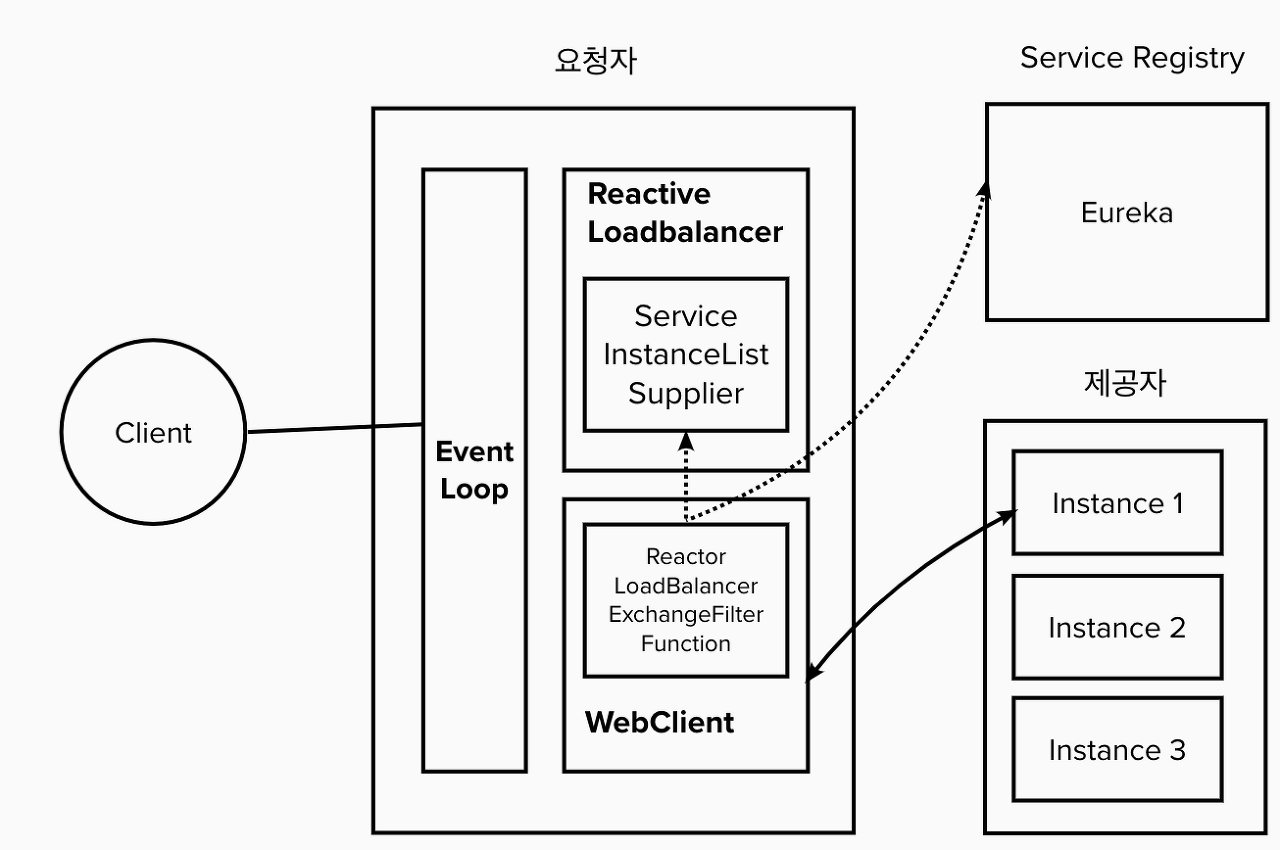 요청자
Service Registry
Reactive
Loadbalancer
Service
InstanceList
Supplier
Eureka
제공자
Client
Event
Loop
Instance 1
Reactor
LoadBalancer
ExchangeFilter
Function
Instance 2
WebClient
Instance 3